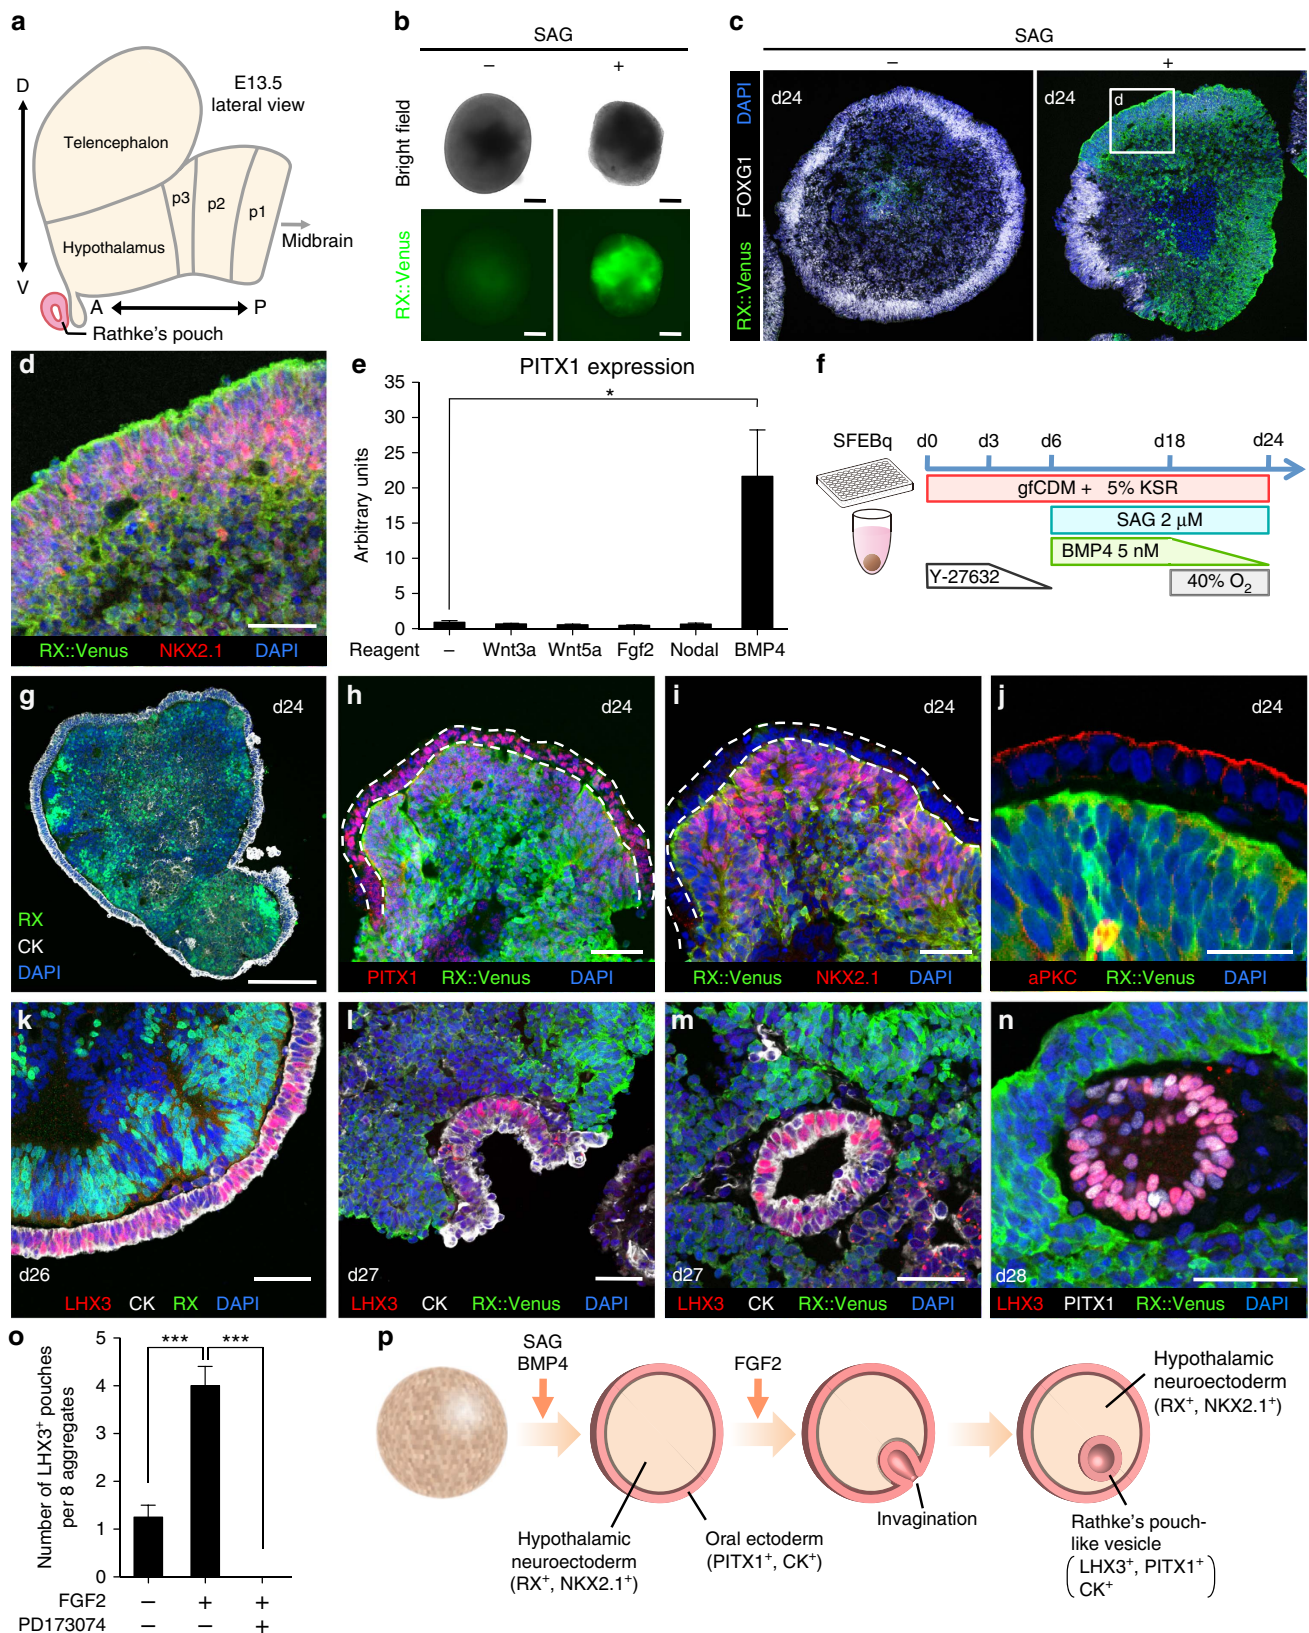 a
D
V
E13.5
lateral view
Telencephalon
p3
p2
p1
Hypothalamus
Midbrain
A
P
Rathke's pouch
b
SAG
–
+
Bright field
RX::Venus
c
SAG
–
+
RX::Venus FOXG1 DAPI
d24
d24
d
d
RX::Venus NKX2.1 DAPI
e
PITX1 expression
Arbitrary units
35
30
25
20
15
10
5
0
*
Reagent – Wnt3a Wnt5a Fgf2 Nodal BMP4
f
SFEBq
d0 d3 d6 d18 d24
gfCDM + 5% KSR
SAG 2 μM
BMP4 5 nM
Y-27632
40% O2
g
d24
RX
CK
DAPI
h
d24
PITX1 RX::Venus DAPI
i
d24
RX::Venus NKX2.1 DAPI
j
d24
aPKC RX::Venus DAPI
k
d26
LHX3 CK RX DAPI
l
d27
LHX3 CK RX::Venus DAPI
m
d27
LHX3 CK RX::Venus DAPI
n
d28
LHX3 PITX1 RX::Venus DAPI
o
Number of LHX3+ pouches
per 8 aggregates
5
4
3
2
1
0
*** ***
FGF2 – + +
PD173074 – – +
p
SAG
BMP4
FGF2
Hypothalamic
neuroectoderm
(RX+, NKX2.1+)
Oral ectoderm
(PITX1+, CK+)
Invagination
Hypothalamic
neuroectoderm
(RX+, NKX2.1+)
Rathke's pouch-
like vesicle
(LHX3+, PITX1+
CK+)